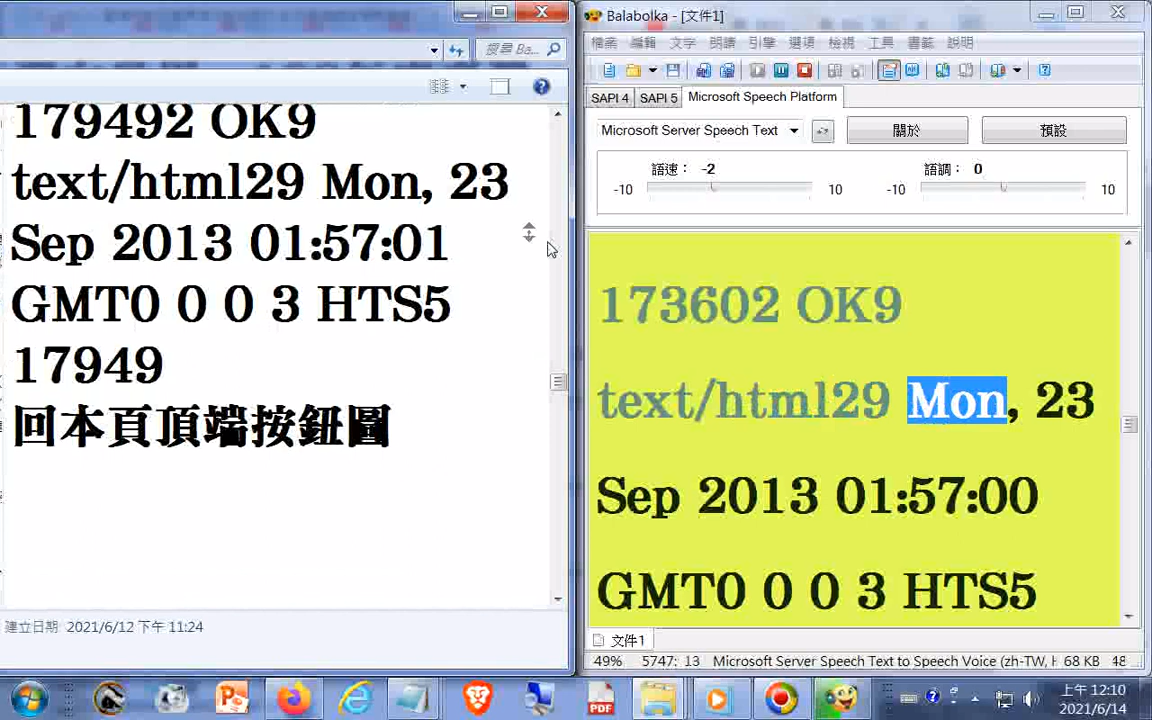 搜尋 Ba...
179492 OK9
text/html29 Mon, 23
Sep 2013 01:57:01
GMT0 0 0 3 HTS5
17949
回本頁頂端按鈕圖
建立日期: 2021/6/12 下午 11:24
Balabolka - [文件1]
檔案 編輯 文字 朗讀 引擎 選項 檢視 工具 書籤 說明
SAPI 4 SAPI 5 Microsoft Speech Platform
Microsoft Server Speech Text 關於 預設
語速: -2 語調: 0
-10 10 -10 10
173602 OK9
text/html29 Mon, 23
Sep 2013 01:57:00
GMT0 0 0 3 HTS5
文件1
49% 5747: 13 Microsoft Server Speech Text to Speech Voice (zh-TW, H 68 KB 48
PDF
上午 12:10
2021/6/14